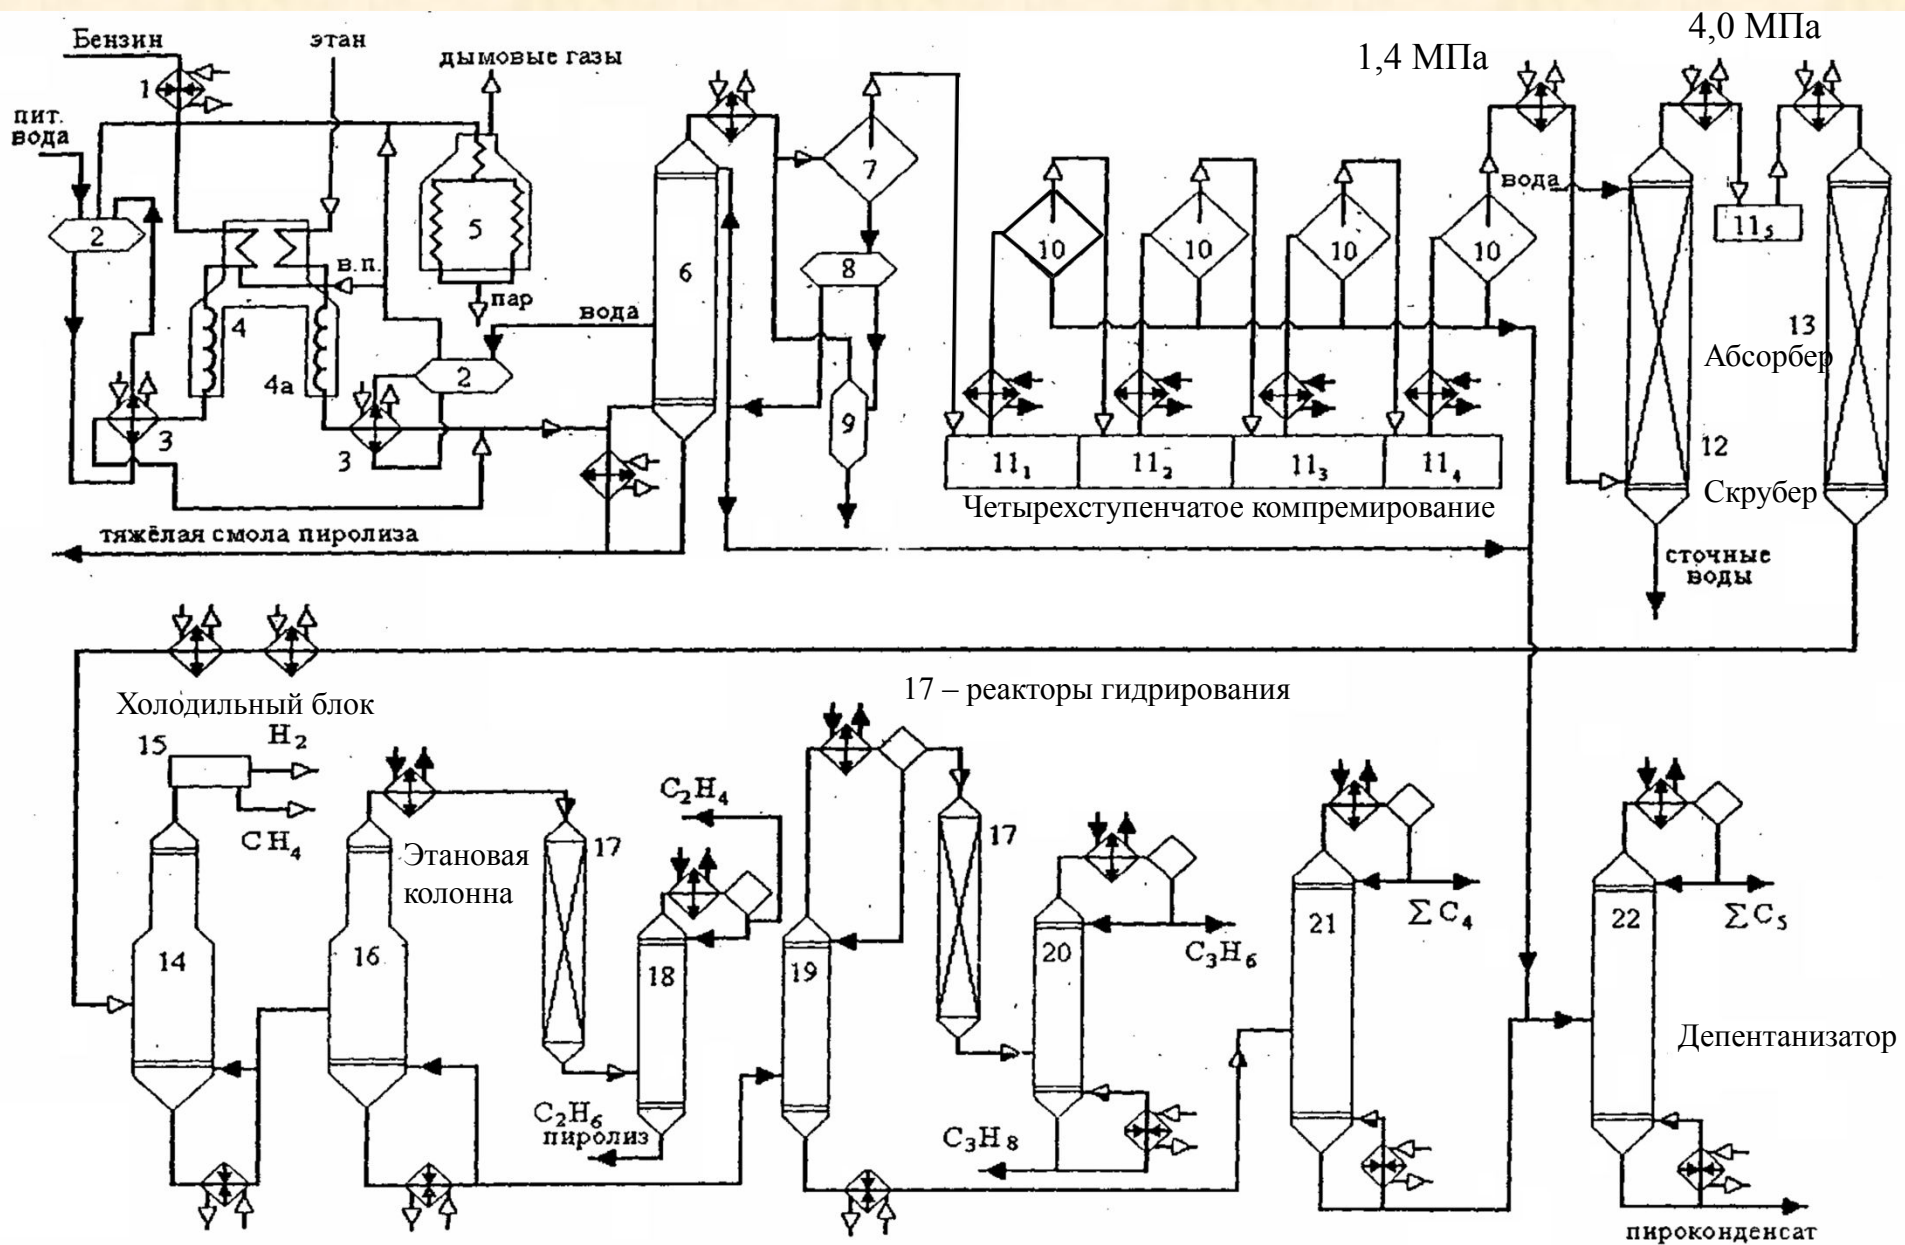 4,0 МПа
1,4 МПа
Бензин
этан
дымовые газы
1
пит.
вода
2
5
в.п.
пар
4
4а
3
2
3
вода
6
7
8
9
10
10
10
10
11₁
11₂
11₃
11₄
Четырехступенчатое компремирование
вода
11₅
13
Абсорбер
12
Скрубер
сточные
воды
тяжёлая смола пиролиза
Холодильный блок
17 – реакторы гидрирования
15
H₂
CH₄
14
16
Этановая
колонна
17
C₂H₄
18
C₂H₆
пиролиз
19
17
20
C₃H₆
C₃H₈
21
∑C₄
22
∑C₅
Депентанизатор
пироконденсат